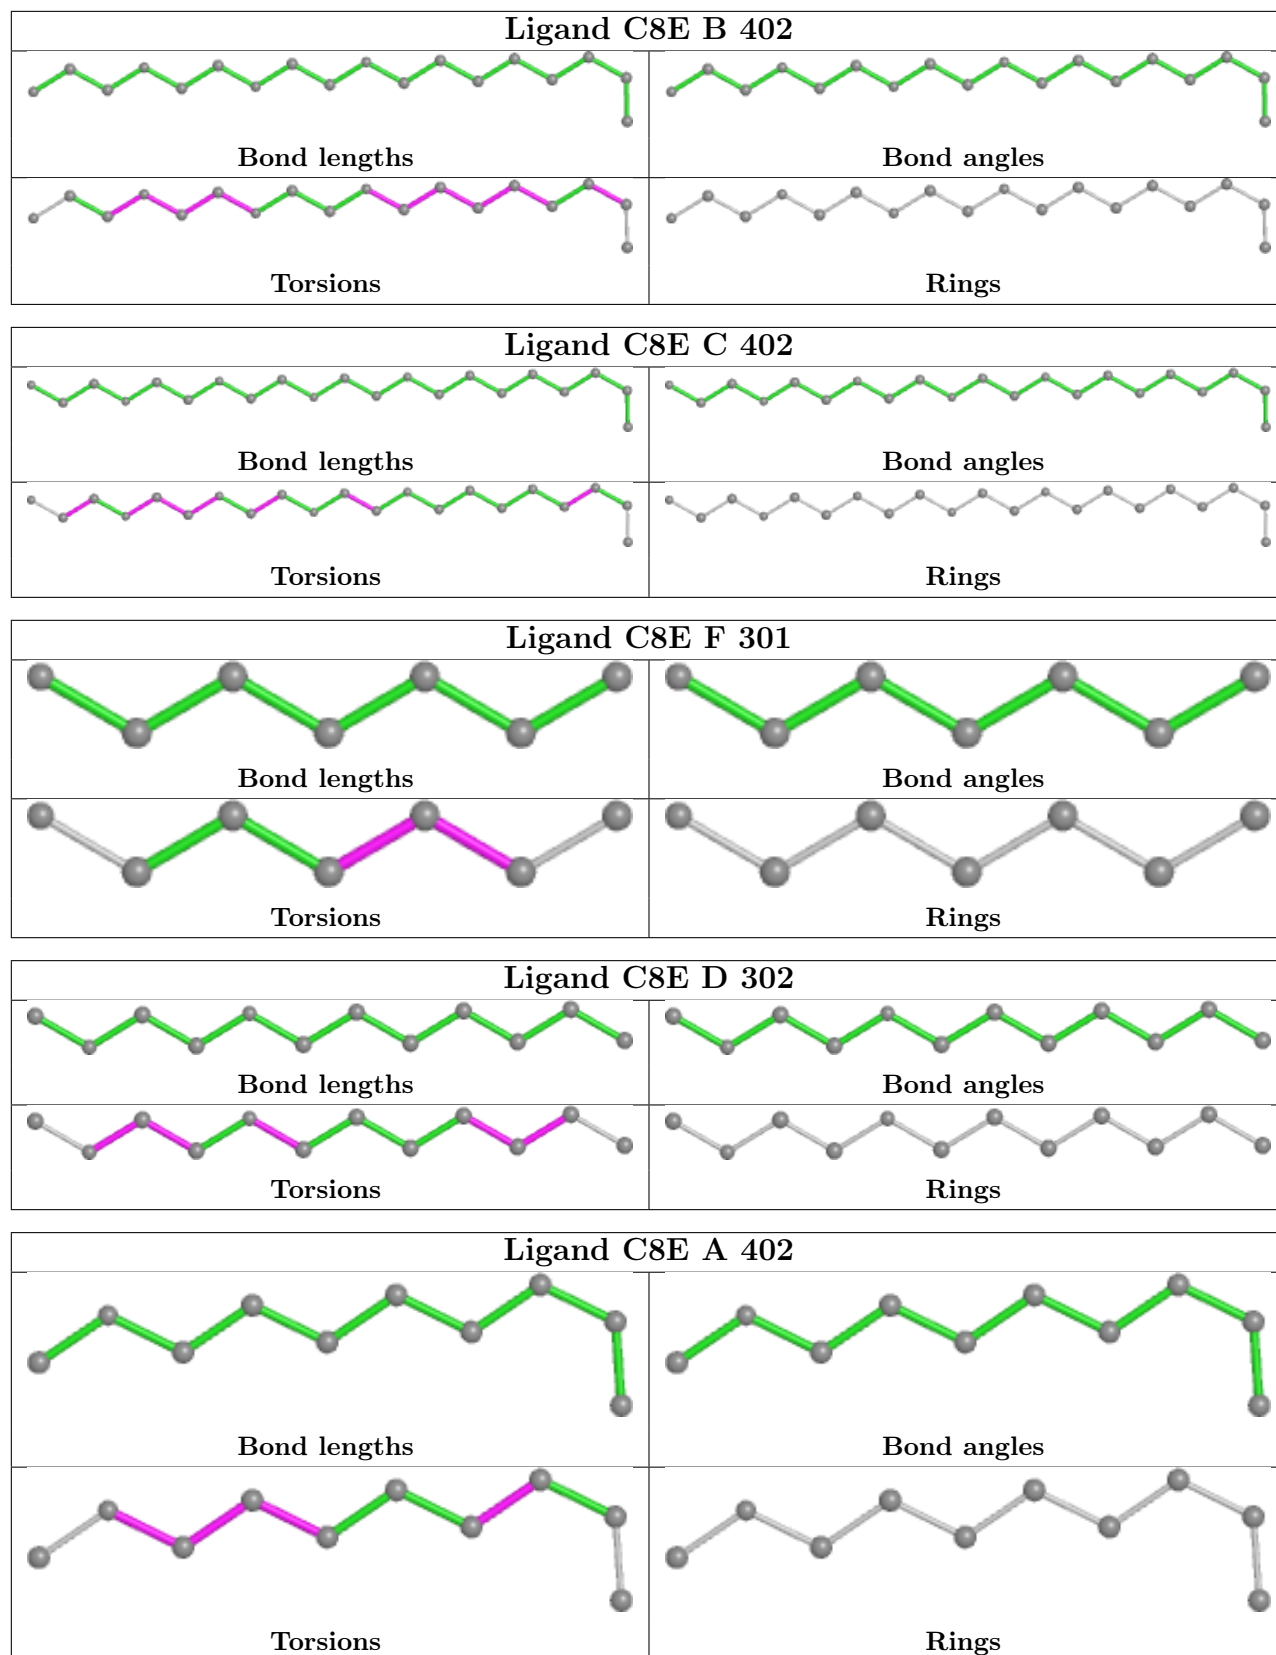 Ligand C8E B 402
Bond lengths Bond angles
Torsions Rings
Ligand C8E C 402
Bond lengths Bond angles
Torsions Rings
Ligand C8E F 301
Bond lengths Bond angles
Torsions Rings
Ligand C8E D 302
Bond lengths Bond angles
Torsions Rings
Ligand C8E A 402
Bond lengths Bond angles
Torsions Rings